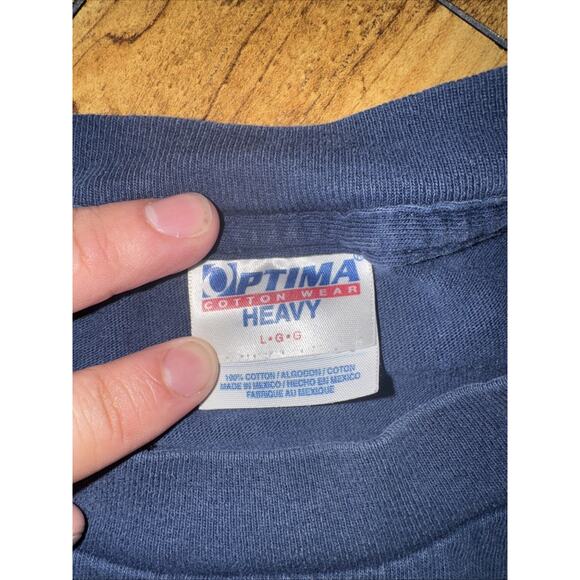 OPTIMA
COTTON WEAR
HEAVY
L•G•G
100% COTTON / ALGODON / COTON
MADE IN MEXICO / HECHO EN MEXICO
FABRIQUE AU MEXIQUE